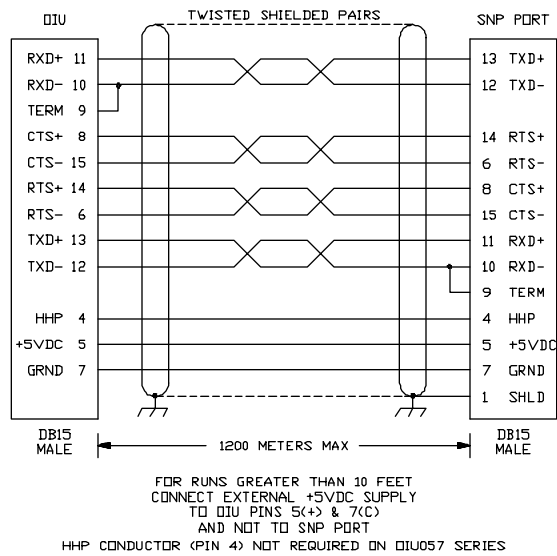 OIU TWISTED SHIELDED PAIRS SNP PORT
RXD+ 11 13 TXD+
RXD- 10 12 TXD-
TERM 9
CTS+ 8 14 RTS+
CTS- 15 6 RTS-
RTS+ 14 8 CTS+
RTS- 6 15 CTS-
TXD+ 13 11 RXD+
TXD- 12 10 RXD-
9 TERM
HHP 4 4 HHP
+5VDC 5 5 +5VDC
GRND 7 7 GRND
1 SHLD
DB15 DB15
MALE 1200 METERS MAX MALE
FOR RUNS GREATER THAN 10 FEET
CONNECT EXTERNAL +5VDC SUPPLY
TO OIU PINS 5(+) & 7(C)
AND NOT TO SNP PORT
HHP CONDUCTOR (PIN 4) NOT REQUIRED ON OIU057 SERIES